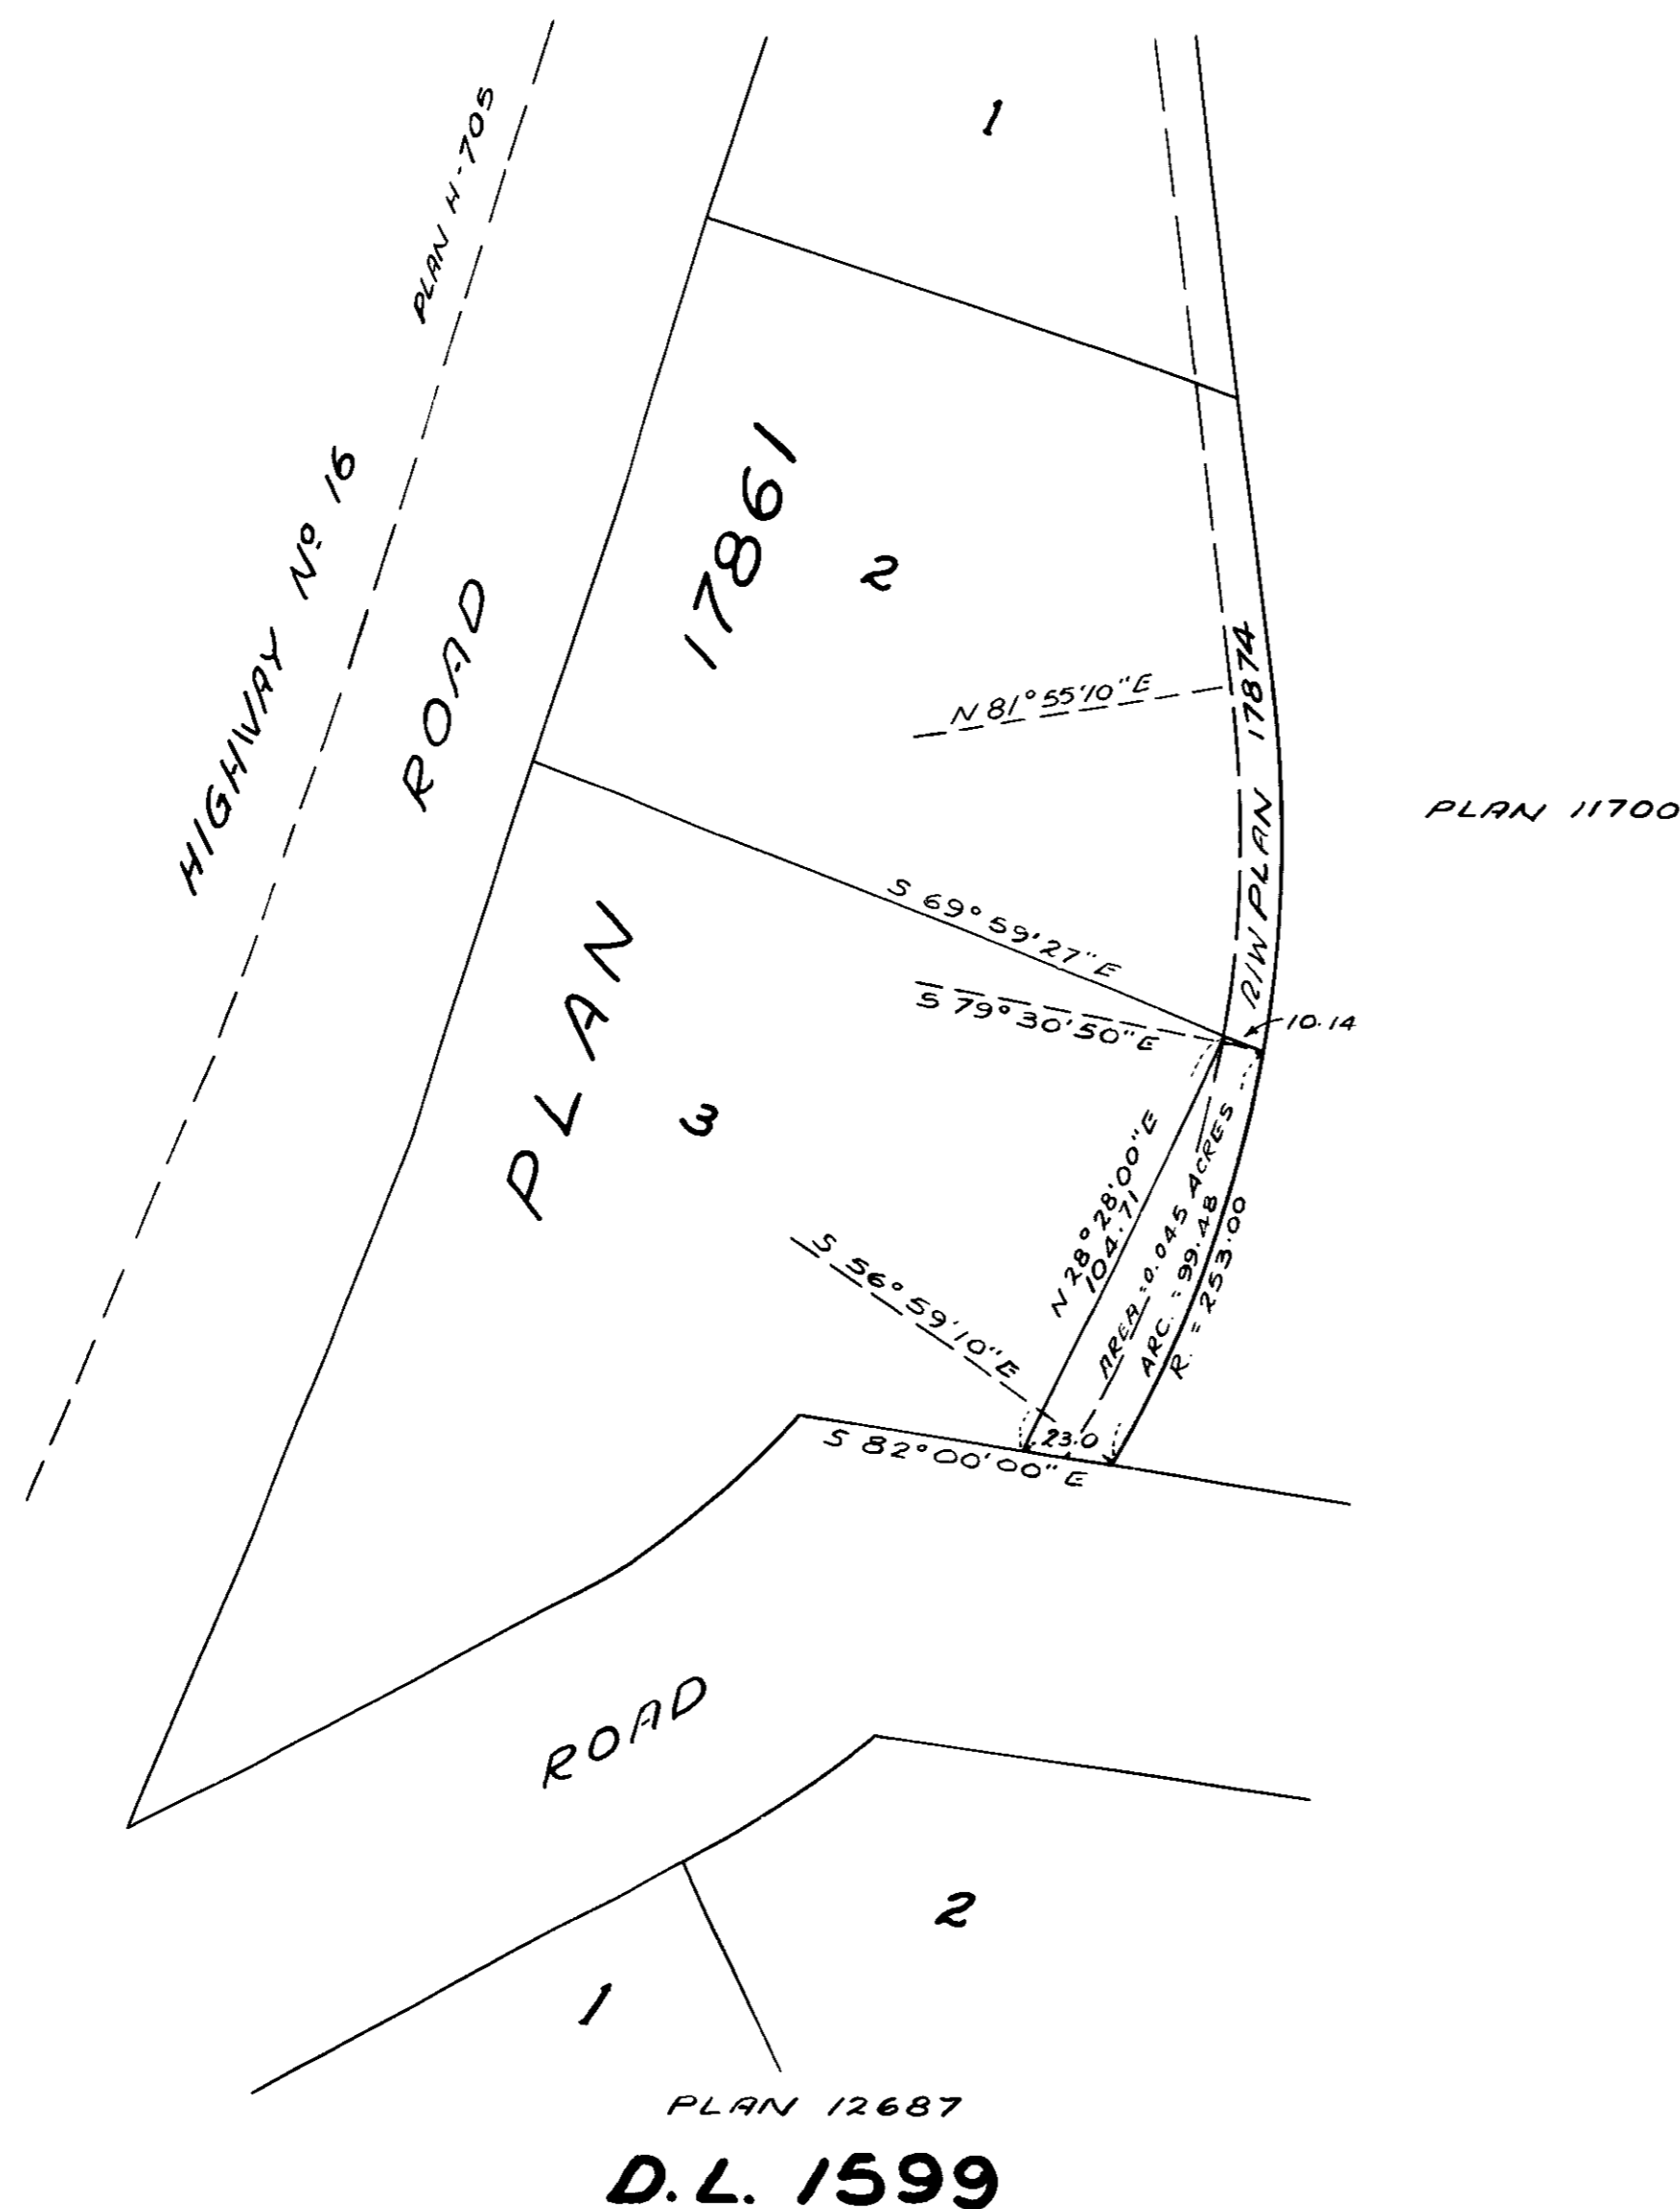 1
PLAN H-705
HIGHWAY Nº. 16
ROAD
17861
2
N 81° 55'10" E
R/W PLAN 17874
PLAN 11700
S 69° 59'27" E
S 79° 30'50" E
10.14
PLAN
3
N 28° 28'00" E
104.71
AREA = 0.045 ACRES
ARC. = 99.48
R. = 253.00
S 56° 59'10" E
23.0
S 82° 00'00" E
ROAD
2
1
PLAN 12687
D.L. 1599